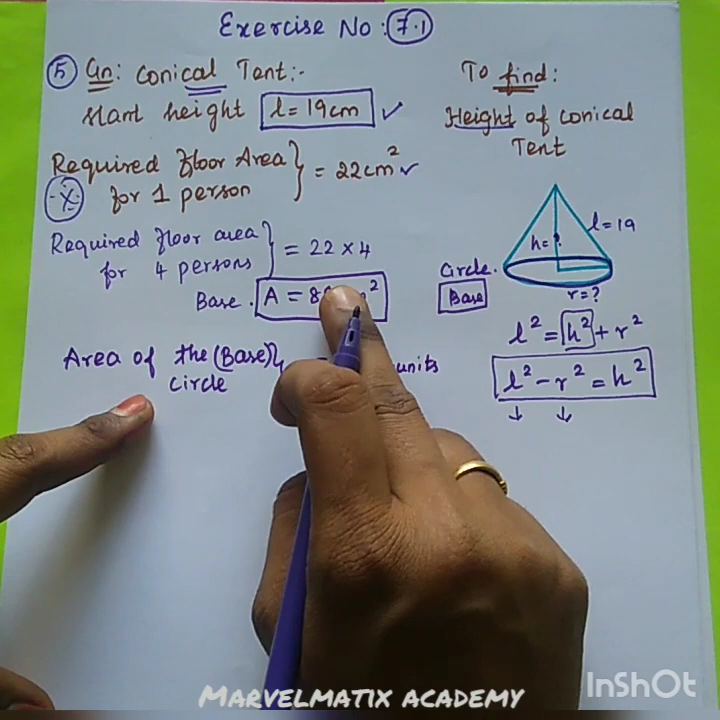 Exercise No : 7.1
5 Gn: Conical Tent:-
slant height l = 19cm
To find:
Height of conical
Tent
Required floor Area
for 1 person } = 22cm²
X
Required floor area
for 4 persons } = 22 × 4
Base. A = 8
h = ?
l = 19
r = ?
Circle.
Base
l² = h² + r²
l² - r² = h²
Area of the (Base)
circle
units
MARVELMATIX ACADEMY
InShOt